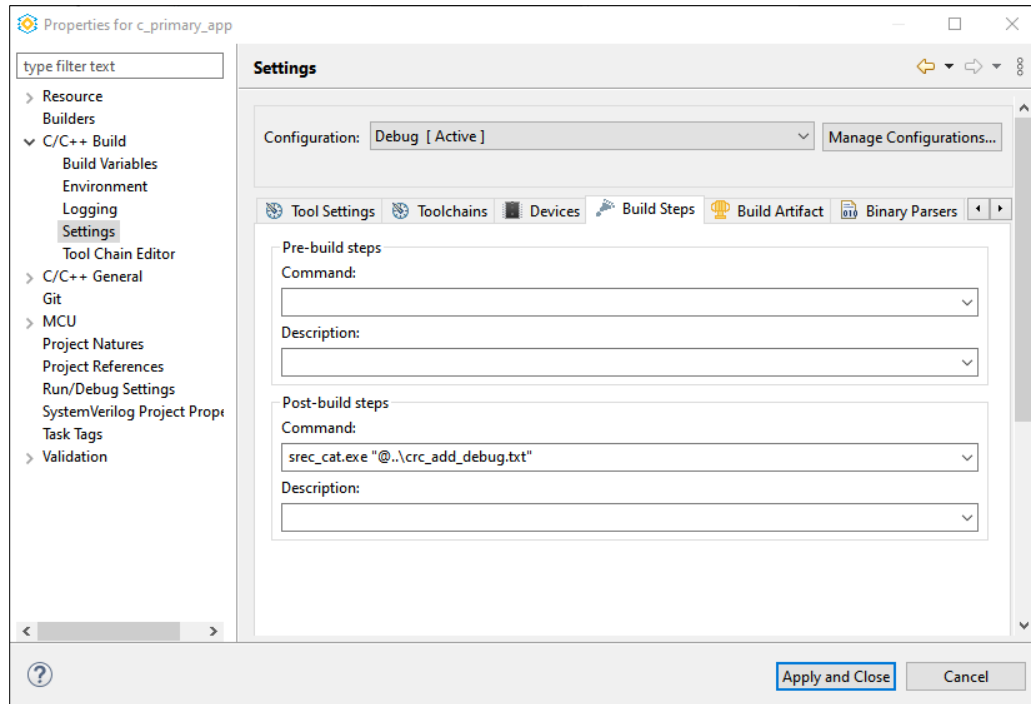 Properties for c_primary_app
type filter text
Resource
Builders
C/C++ Build
Build Variables
Environment
Logging
Settings
Tool Chain Editor
C/C++ General
Git
MCU
Project Natures
Project References
Run/Debug Settings
SystemVerilog Project Prope
Task Tags
Validation
Settings
Configuration: Debug [ Active ] Manage Configurations...
Tool Settings Toolchains Devices Build Steps Build Artifact Binary Parsers
Pre-build steps
Command:
Description:
Post-build steps
Command:
srec_cat.exe "@..\crc_add_debug.txt"
Description:
Apply and Close Cancel